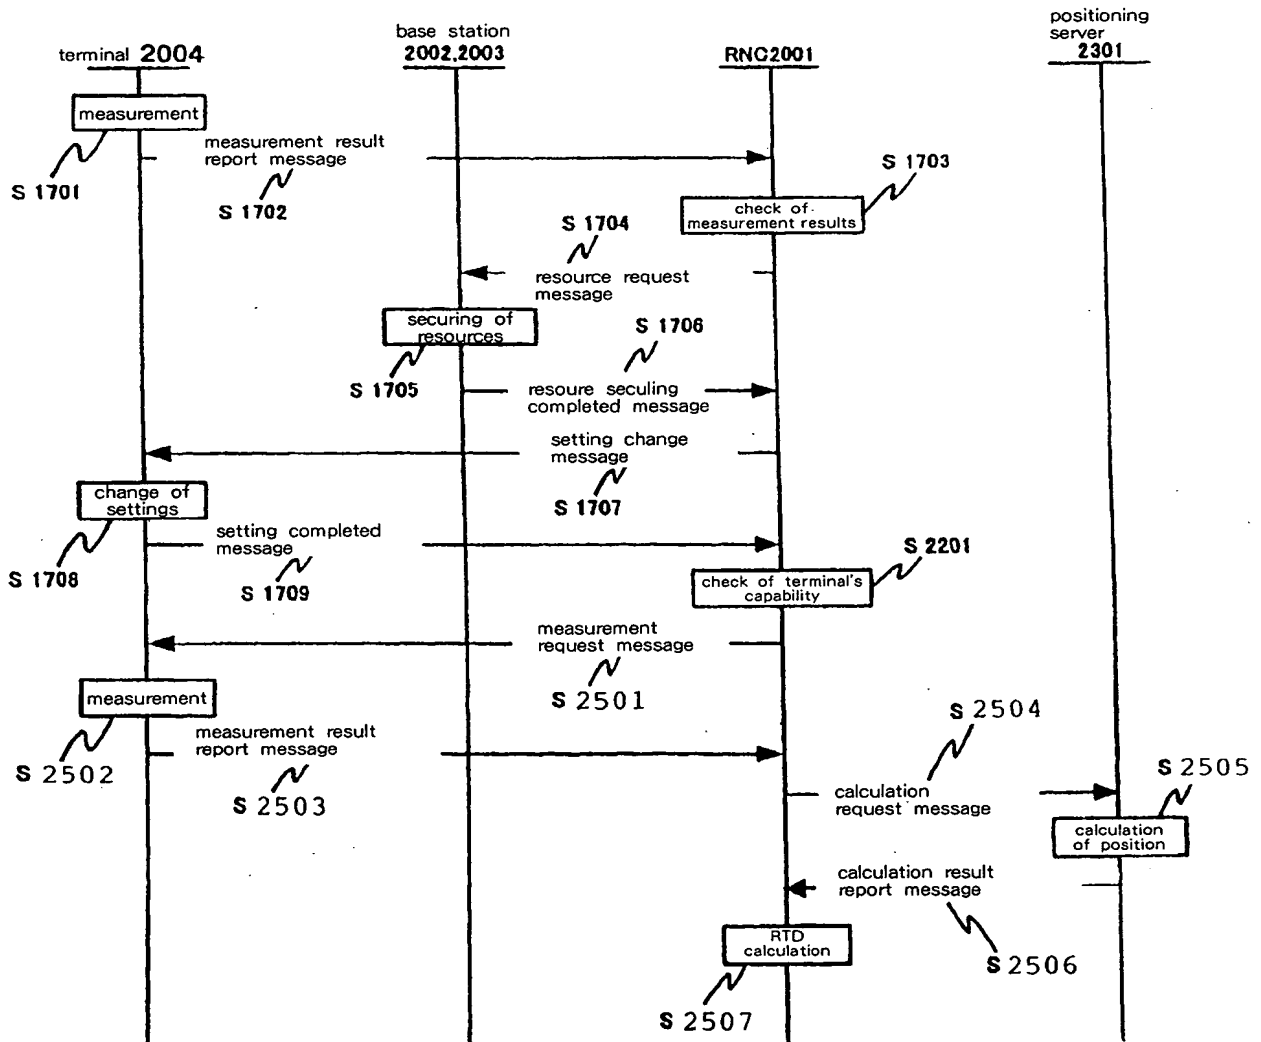 terminal 2004
base station
2002,2003
RNC2001
positioning
server
2301
measurement
S 1701
measurement result
report message
S 1702
S 1703
check of
measurement results
S 1704
resource request
message
securing of
resources
S 1705
S 1706
resoure seculing
completed message
setting change
message
S 1707
change of
settings
S 1708
setting completed
message
S 1709
S 2201
check of terminal's
capability
measurement
request message
S 2501
measurement
S 2502
measurement result
report message
S 2503
S 2504
calculation
request message
S 2505
calculation
of position
calculation result
report message
S 2506
RTD
calculation
S 2507